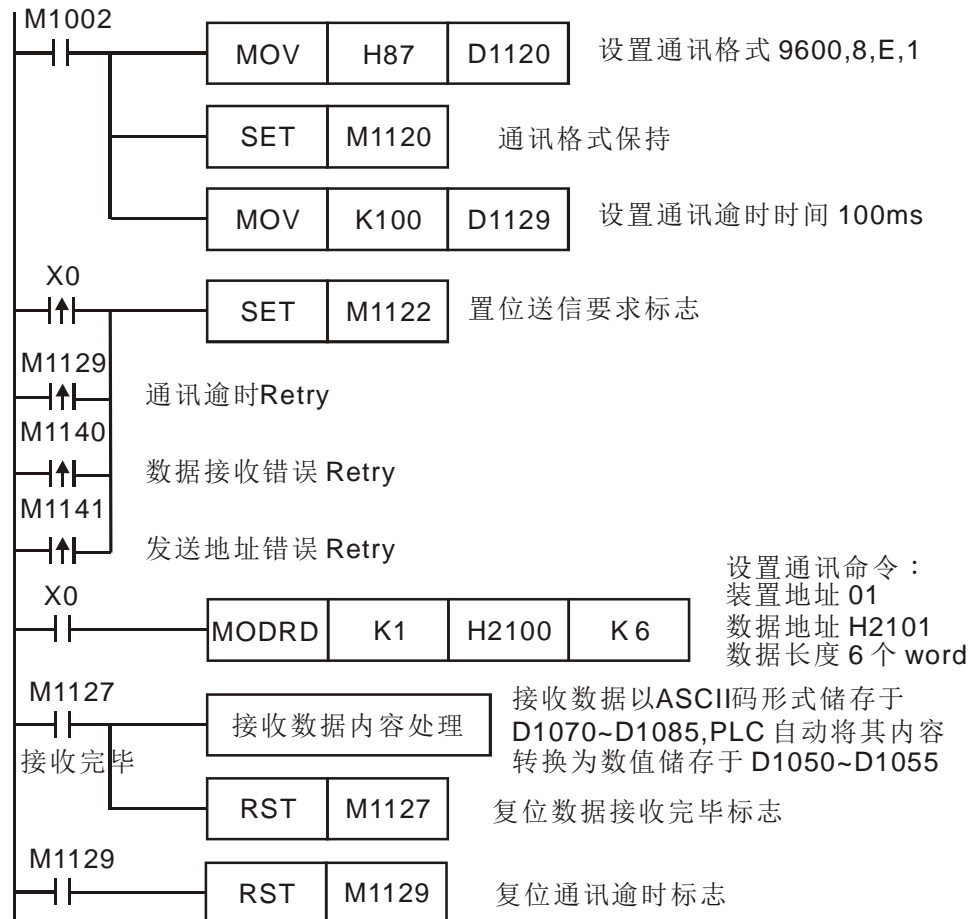 M1002
MOV H87 D1120 设置通讯格式 9600,8,E,1
SET M1120 通讯格式保持
MOV K100 D1129 设置通讯逾时时间 100ms
X0
SET M1122 置位送信要求标志
M1129
通讯逾时Retry
M1140
数据接收错误 Retry
M1141
发送地址错误 Retry
X0
MODRD K1 H2100 K6
设置通讯命令：
装置地址 01
数据地址 H2101
数据长度 6 个 word
M1127
接收完毕
接收数据内容处理
接收数据以ASCII码形式储存于
D1070~D1085,PLC 自动将其内容
转换为数值储存于 D1050~D1055
RST M1127 复位数据接收完毕标志
M1129
RST M1129 复位通讯逾时标志